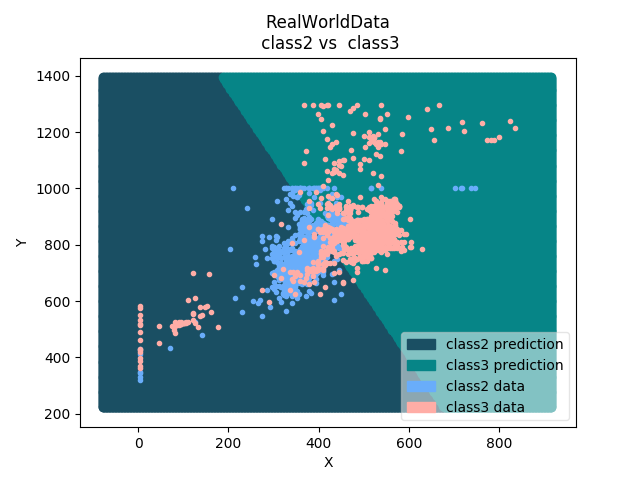 RealWorldData
class2 vs  class3
1400
1200
1000
800
600
400
200
Y
0
200
400
600
800
X
class2 prediction
class3 prediction
class2 data
class3 data